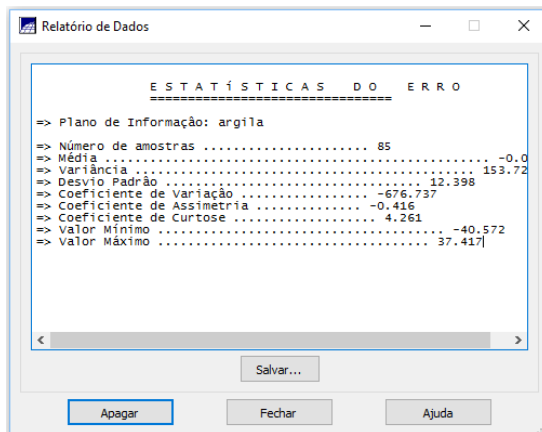 Relatório de Dados
E S T A T í S T I C A S   D O   E R R O
================================
=> Plano de Informação: argila
=> Número de amostras ...................... 85
=> Média .................................................... -0.0
=> Variância .............................................. 153.72
=> Desvio Padrão ................................ 12.398
=> Coeficiente de Variação ................. -676.737
=> Coeficiente de Assimetria .............. -0.416
=> Coeficiente de Curtose ................... 4.261
=> Valor Mínimo ...................................... -40.572
=> Valor Máximo .................................... 37.417
Salvar...
Apagar Fechar Ajuda